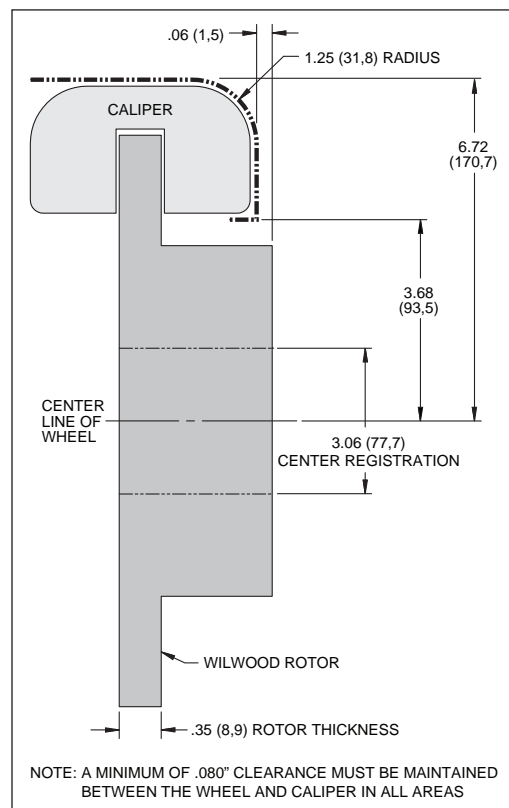 .06 (1,5)
1.25 (31,8) RADIUS
CALIPER
6.72
(170,7)
3.68
(93,5)
CENTER
LINE OF
WHEEL
3.06 (77,7)
CENTER REGISTRATION
WILWOOD ROTOR
.35 (8,9) ROTOR THICKNESS
NOTE: A MINIMUM OF .080" CLEARANCE MUST BE MAINTAINED
BETWEEN THE WHEEL AND CALIPER IN ALL AREAS